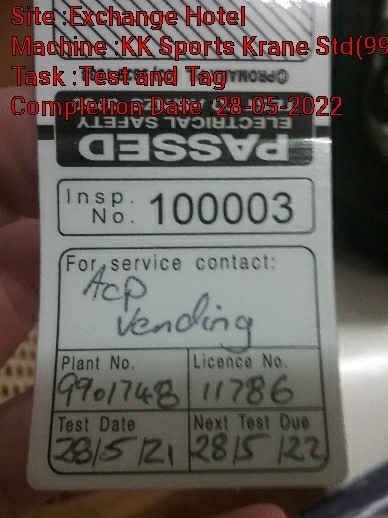 Site :Exchange Hotel
Machine :KK Sports Krane Std(99
Task :Test and Tag
Completion Date :28-05-2022
ELECTRICAL SAFETY
PASSED
Insp. No. 100003
For service contact:
Acp
Vending
Plant No. Licence No.
9901748 11786
Test Date Next Test Due
28/5/21 28/5/22